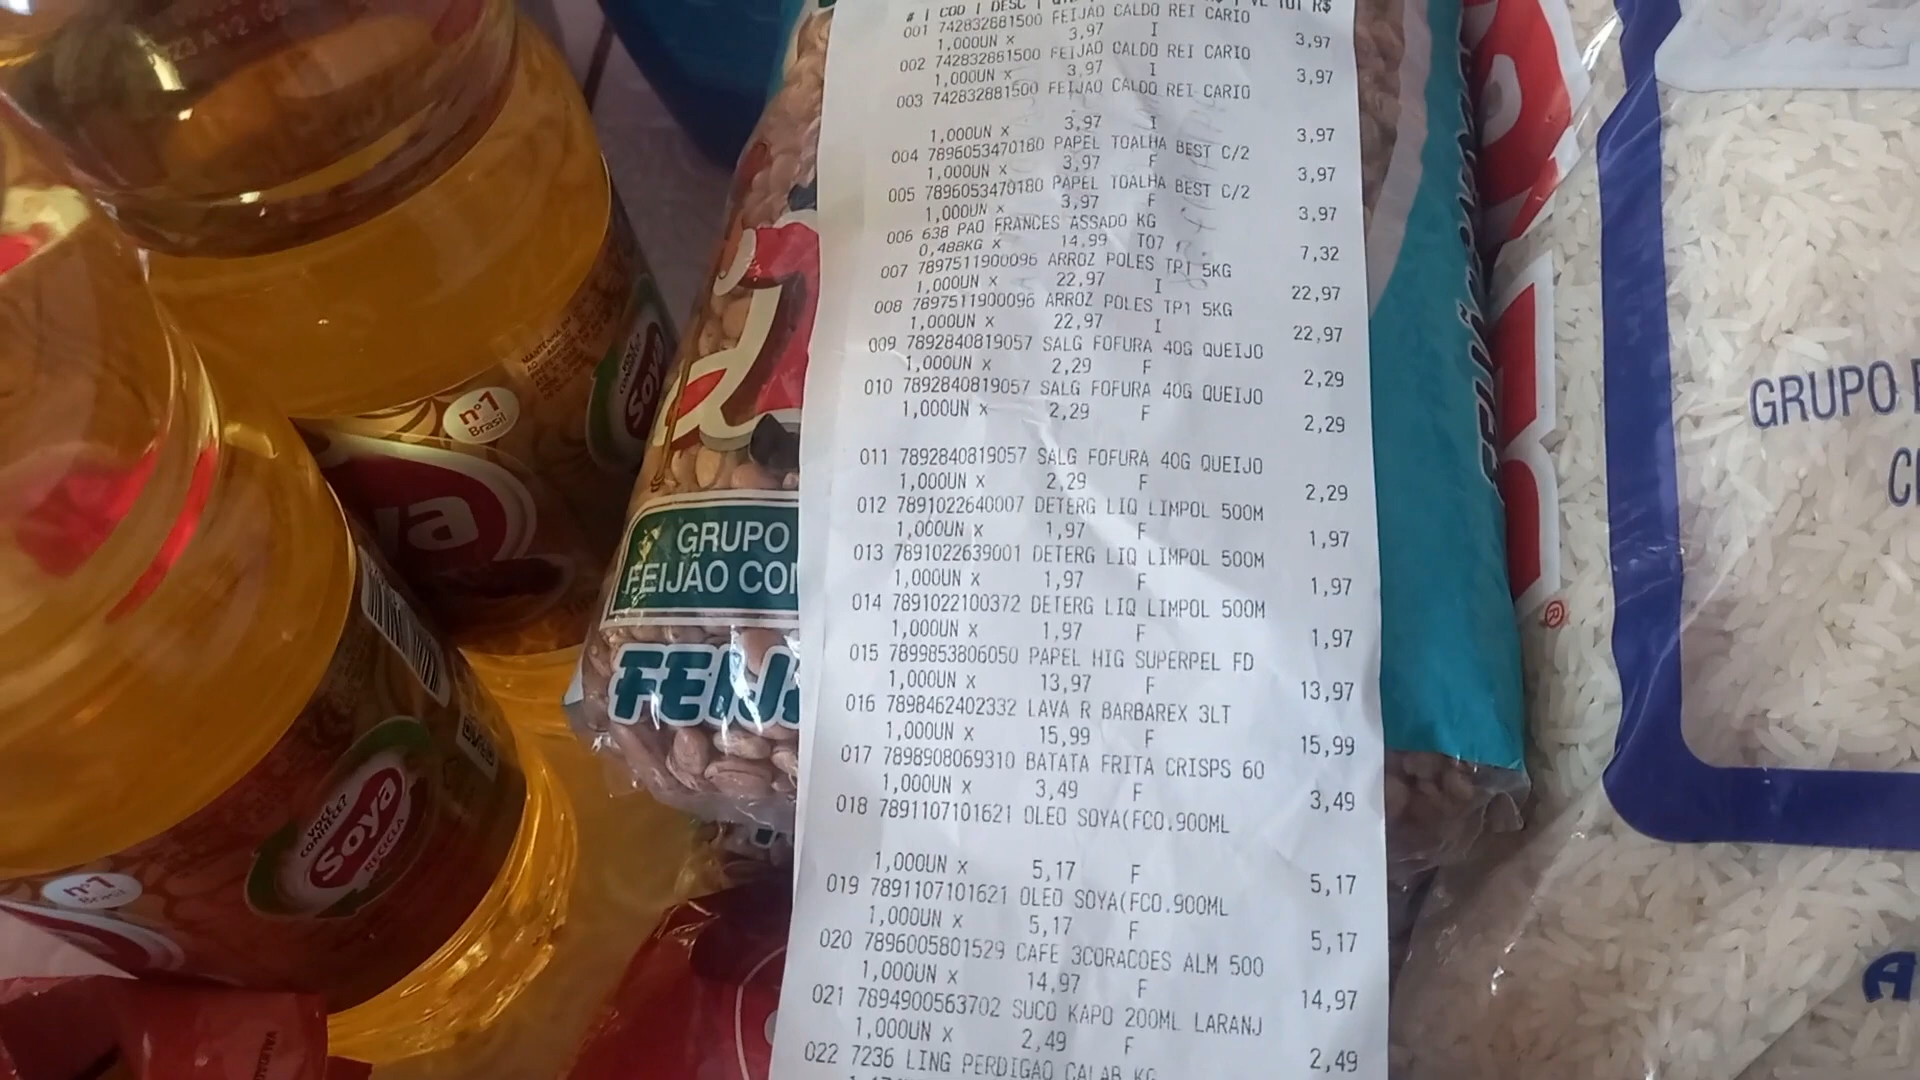 # | COD | DESC |
001 742832881500 FEIJAO CALDO REI CARIO
1,000UN X 3,97 I 3,97
002 742832881500 FEIJAO CALDO REI CARIO
1,000UN X 3,97 I 3,97
003 742832881500 FEIJAO CALDO REI CARIO
1,000UN X 3,97 I 3,97
004 7896053470180 PAPEL TOALHA BEST C/2
1,000UN X 3,97 F 3,97
005 7896053470180 PAPEL TOALHA BEST C/2
1,000UN X 3,97 F 3,97
006 638 PAO FRANCES ASSADO KG
0,488KG X 14,99 T07 7,32
007 7897511900096 ARROZ POLES TP1 5KG
1,000UN X 22,97 I 22,97
008 7897511900096 ARROZ POLES TP1 5KG
1,000UN X 22,97 I 22,97
009 7892840819057 SALG FOFURA 40G QUEIJO
1,000UN X 2,29 F 2,29
010 7892840819057 SALG FOFURA 40G QUEIJO
1,000UN X 2,29 F 2,29
011 7892840819057 SALG FOFURA 40G QUEIJO
1,000UN X 2,29 F 2,29
012 7891022640007 DETERG LIQ LIMPOL 500M
1,000UN X 1,97 F 1,97
013 7891022639001 DETERG LIQ LIMPOL 500M
1,000UN X 1,97 F 1,97
014 7891022100372 DETERG LIQ LIMPOL 500M
1,000UN X 1,97 F 1,97
015 7899853806050 PAPEL HIG SUPERPEL FD
1,000UN X 13,97 F 13,97
016 7898462402332 LAVA R BARBAREX 3LT
1,000UN X 15,99 F 15,99
017 7898908069310 BATATA FRITA CRISPS 60
1,000UN X 3,49 F 3,49
018 7891107101621 OLEO SOYA(FCO.900ML
1,000UN X 5,17 F 5,17
019 7891107101621 OLEO SOYA(FCO.900ML
1,000UN X 5,17 F 5,17
020 7896005801529 CAFE 3CORACOES ALM 500
1,000UN X 14,97 F 14,97
021 7894900563702 SUCO KAPO 200ML LARANJ
1,000UN X 2,49 F 2,49
022 7236 LING PERDIGAO CALAB KG
nº1
Brasil
Soya
VOCÊ
CONHECE?
Soya
RECICLA
nº1
Brasil
GRUPO
FEIJÃO
GRUPO